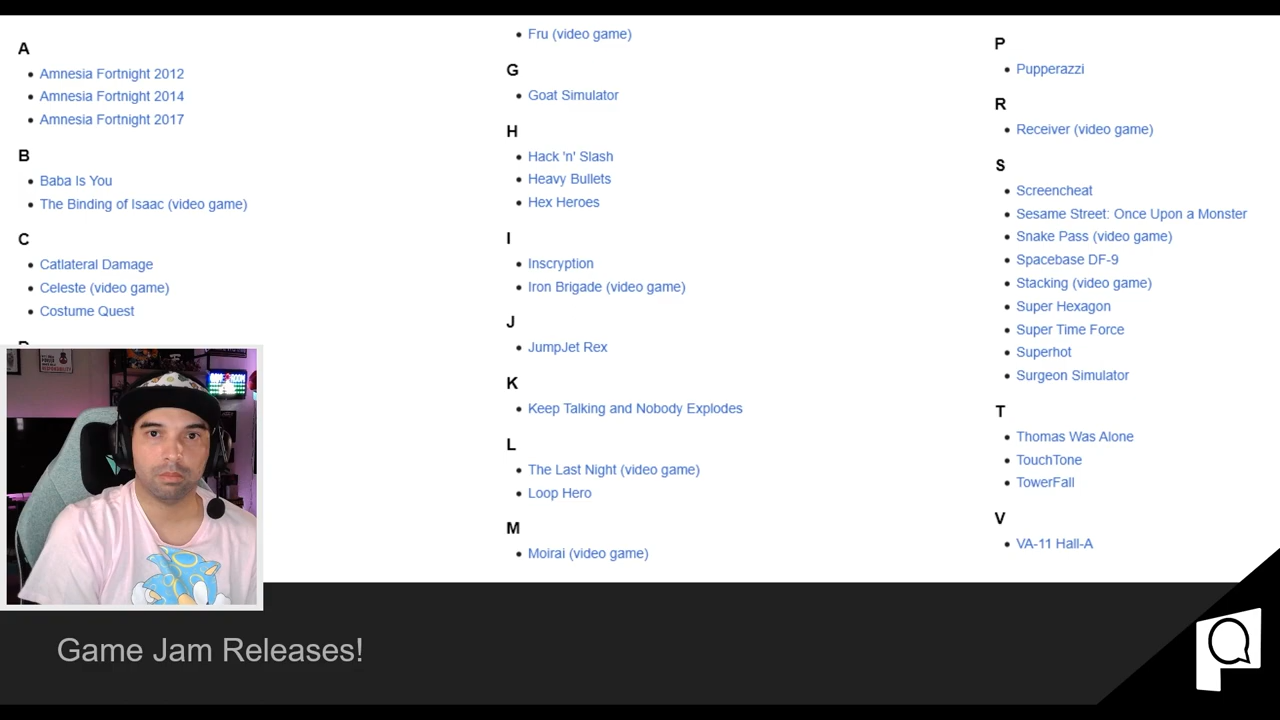 A
Amnesia Fortnight 2012
Amnesia Fortnight 2014
Amnesia Fortnight 2017
B
Baba Is You
The Binding of Isaac (video game)
C
Catlateral Damage
Celeste (video game)
Costume Quest
Fru (video game)
G
Goat Simulator
H
Hack 'n' Slash
Heavy Bullets
Hex Heroes
I
Inscryption
Iron Brigade (video game)
J
JumpJet Rex
K
Keep Talking and Nobody Explodes
L
The Last Night (video game)
Loop Hero
M
Moirai (video game)
P
Pupperazzi
R
Receiver (video game)
S
Screencheat
Sesame Street: Once Upon a Monster
Snake Pass (video game)
Spacebase DF-9
Stacking (video game)
Super Hexagon
Super Time Force
Superhot
Surgeon Simulator
T
Thomas Was Alone
TouchTone
TowerFall
V
VA-11 Hall-A
Game Jam Releases!